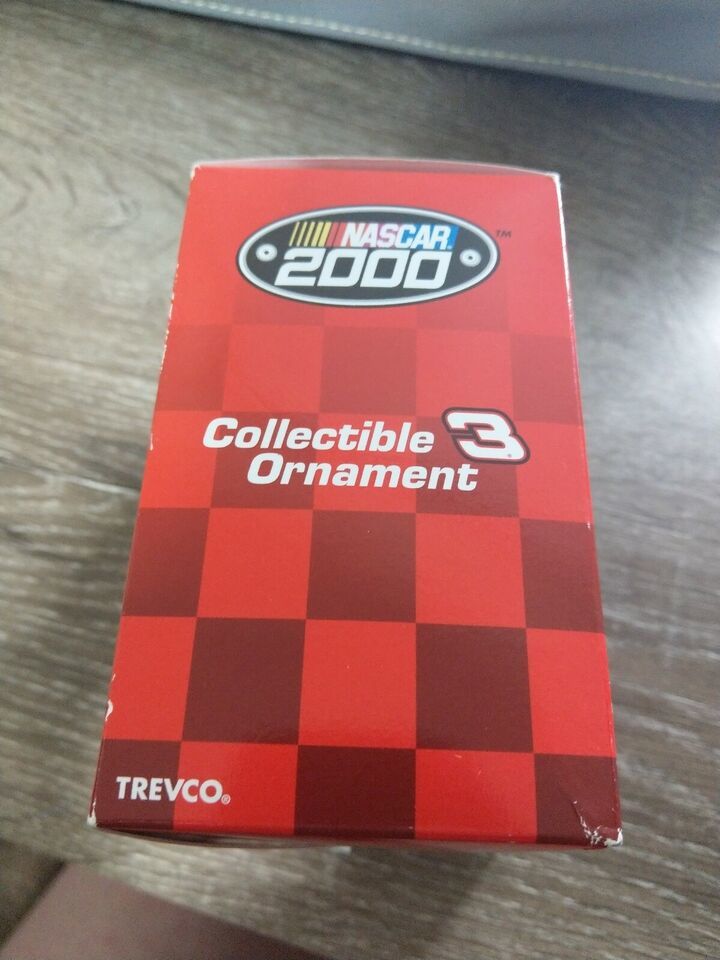 NASCAR®
2000
™
Collectible 3®
Ornament
TREVCO®